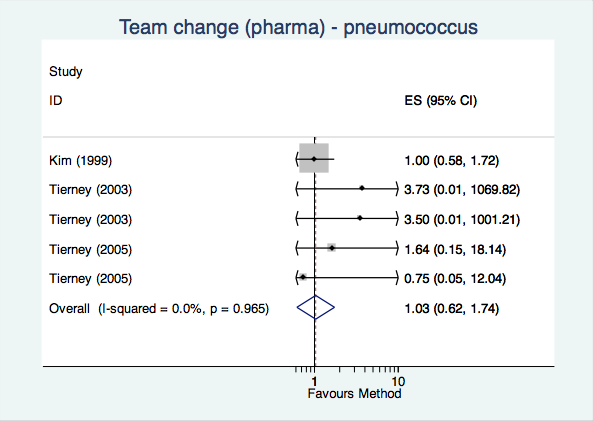 Team change (pharma) - pneumococcus
Study
ID ES (95% CI)
Kim (1999) 1.00 (0.58, 1.72)
Tierney (2003) 3.73 (0.01, 1069.82)
Tierney (2003) 3.50 (0.01, 1001.21)
Tierney (2005) 1.64 (0.15, 18.14)
Tierney (2005) 0.75 (0.05, 12.04)
Overall (I-squared = 0.0%, p = 0.965) 1.03 (0.62, 1.74)
1 10
Favours Method